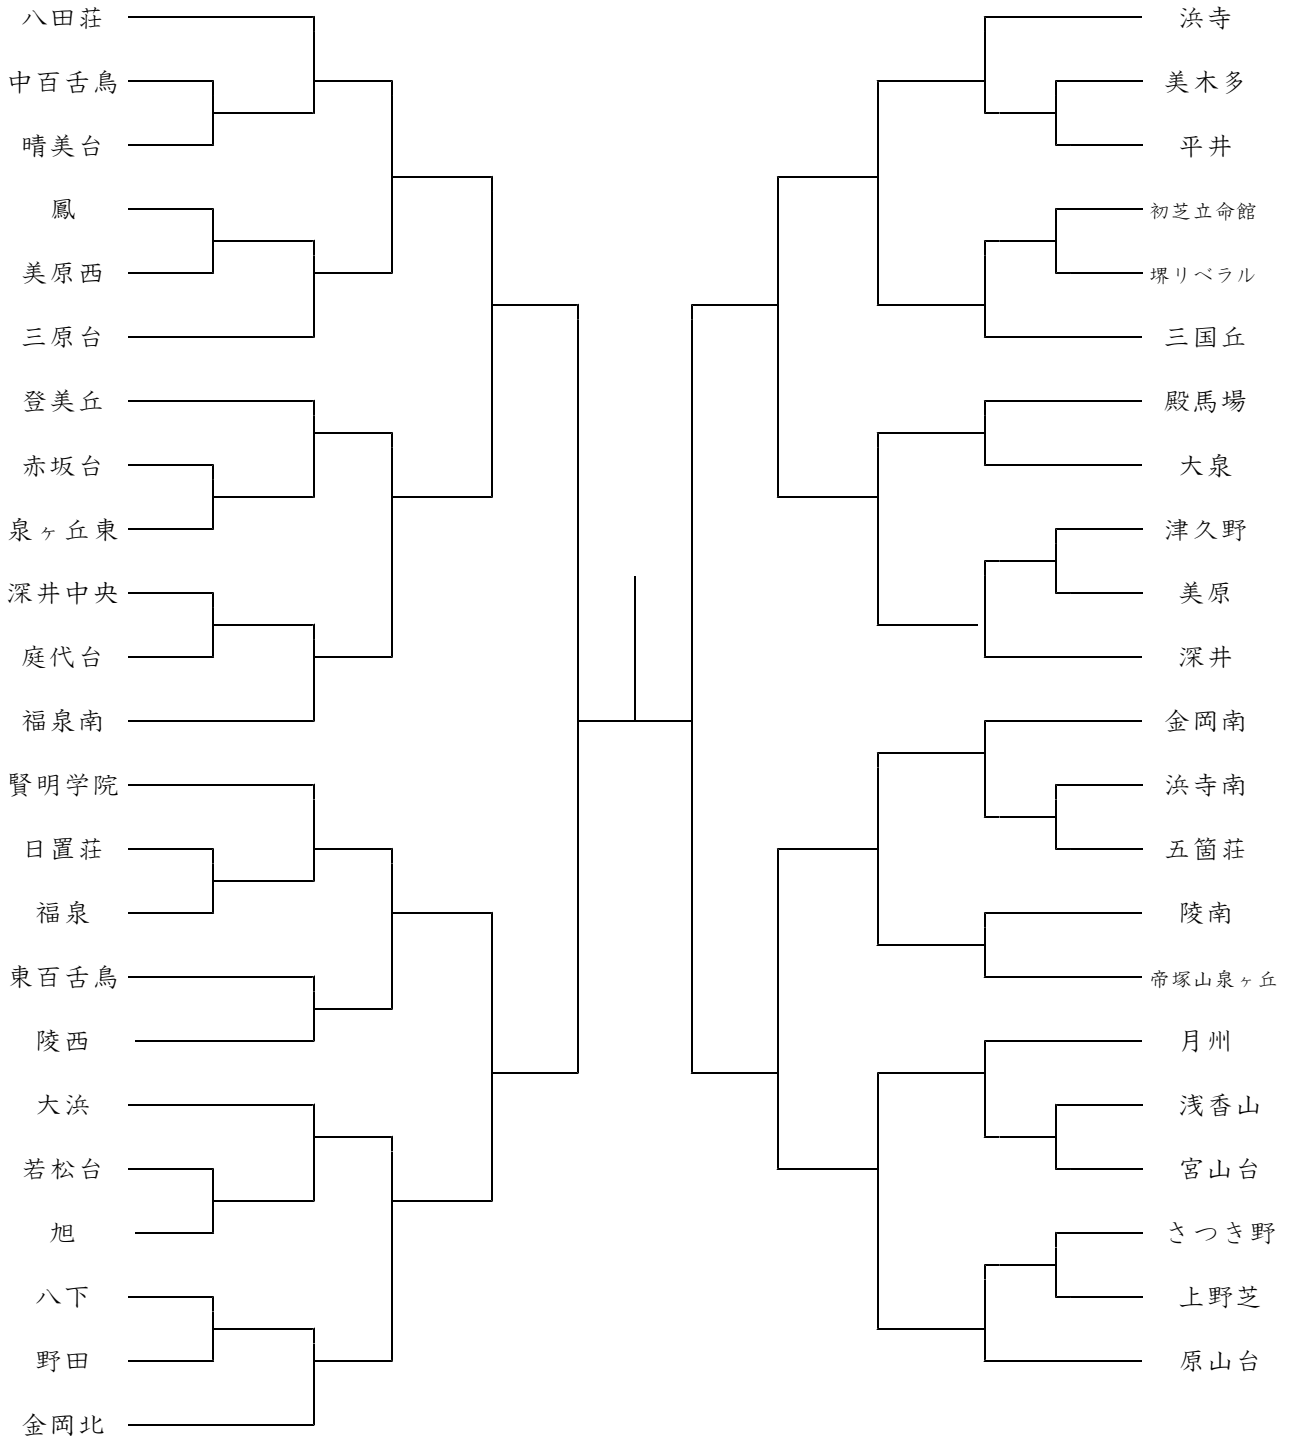 八田荘
中百舌鳥
晴美台
鳳
美原西
三原台
登美丘
赤坂台
泉ヶ丘東
深井中央
庭代台
福泉南
賢明学院
日置荘
福泉
東百舌鳥
陵西
大浜
若松台
旭
八下
野田
金岡北
浜寺
美木多
平井
初芝立命館
堺リベラル
三国丘
殿馬場
大泉
津久野
美原
深井
金岡南
浜寺南
五箇荘
陵南
帝塚山泉ヶ丘
月州
浅香山
宮山台
さつき野
上野芝
原山台